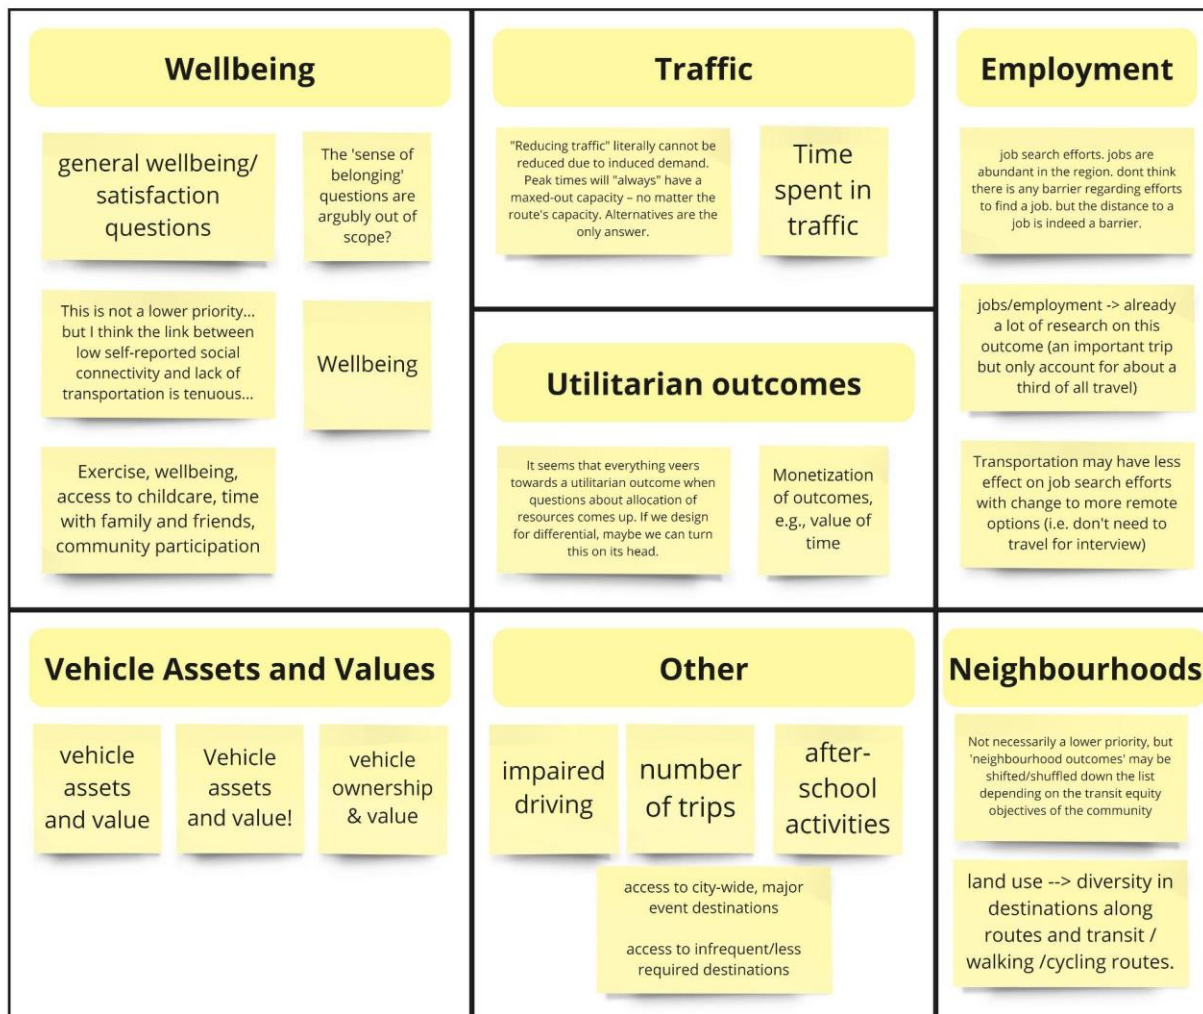 Wellbeing
general wellbeing/
satisfaction
questions
The 'sense of
belonging'
questions are
argubly out of
scope?
This is not a lower priority...
but I think the link between
low self-reported social
connectivity and lack of
transportation is tenuous...
Wellbeing
Exercise, wellbeing,
access to childcare, time
with family and friends,
community participation
Traffic
"Reducing traffic" literally cannot be
reduced due to induced demand.
Peak times will "always" have a
maxed-out capacity – no matter the
route's capacity. Alternatives are the
only answer.
Time
spent in
traffic
Utilitarian outcomes
It seems that everything veers
towards a utilitarian outcome when
questions about allocation of
resources comes up. If we design
for differential, maybe we can turn
this on its head.
Monetization
of outcomes,
e.g., value of
time
Employment
job search efforts. jobs are
abundant in the region. dont think
there is any barrier regarding efforts
to find a job. but the distance to a
job is indeed a barrier.
jobs/employment -> already
a lot of research on this
outcome (an important trip
but only account for about a
third of all travel)
Transportation may have less
effect on job search efforts
with change to more remote
options (i.e. don't need to
travel for interview)
Vehicle Assets and Values
vehicle
assets
and value
Vehicle
assets
and value!
vehicle
ownership
& value
Other
impaired
driving
number
of trips
after-
school
activities
access to city-wide, major
event destinations
access to infrequent/less
required destinations
Neighbourhoods
Not necessarily a lower priority, but
'neighbourhood outcomes' may be
shifted/shuffled down the list
depending on the transit equity
objectives of the community
land use --> diversity in
destinations along
routes and transit /
walking /cycling routes.